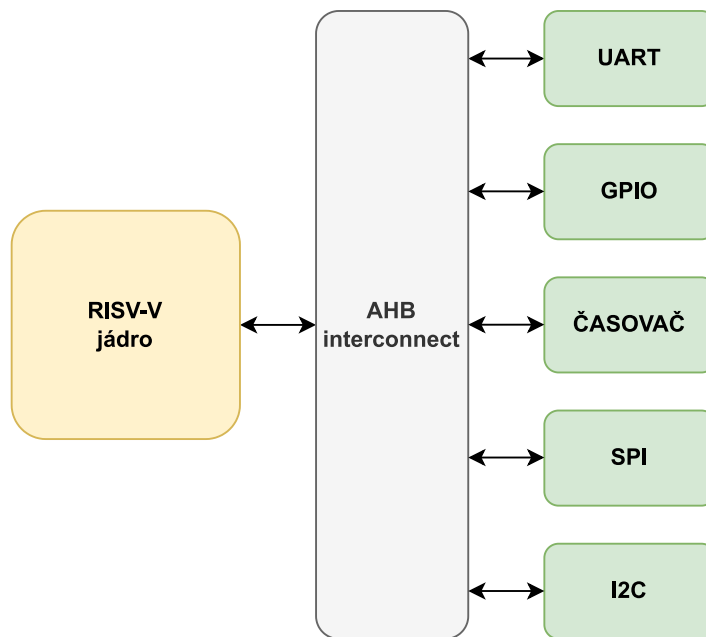 UART
GPIO
RISV-V
jádro
AHB
interconnect
ČASOVAČ
SPI
I2C